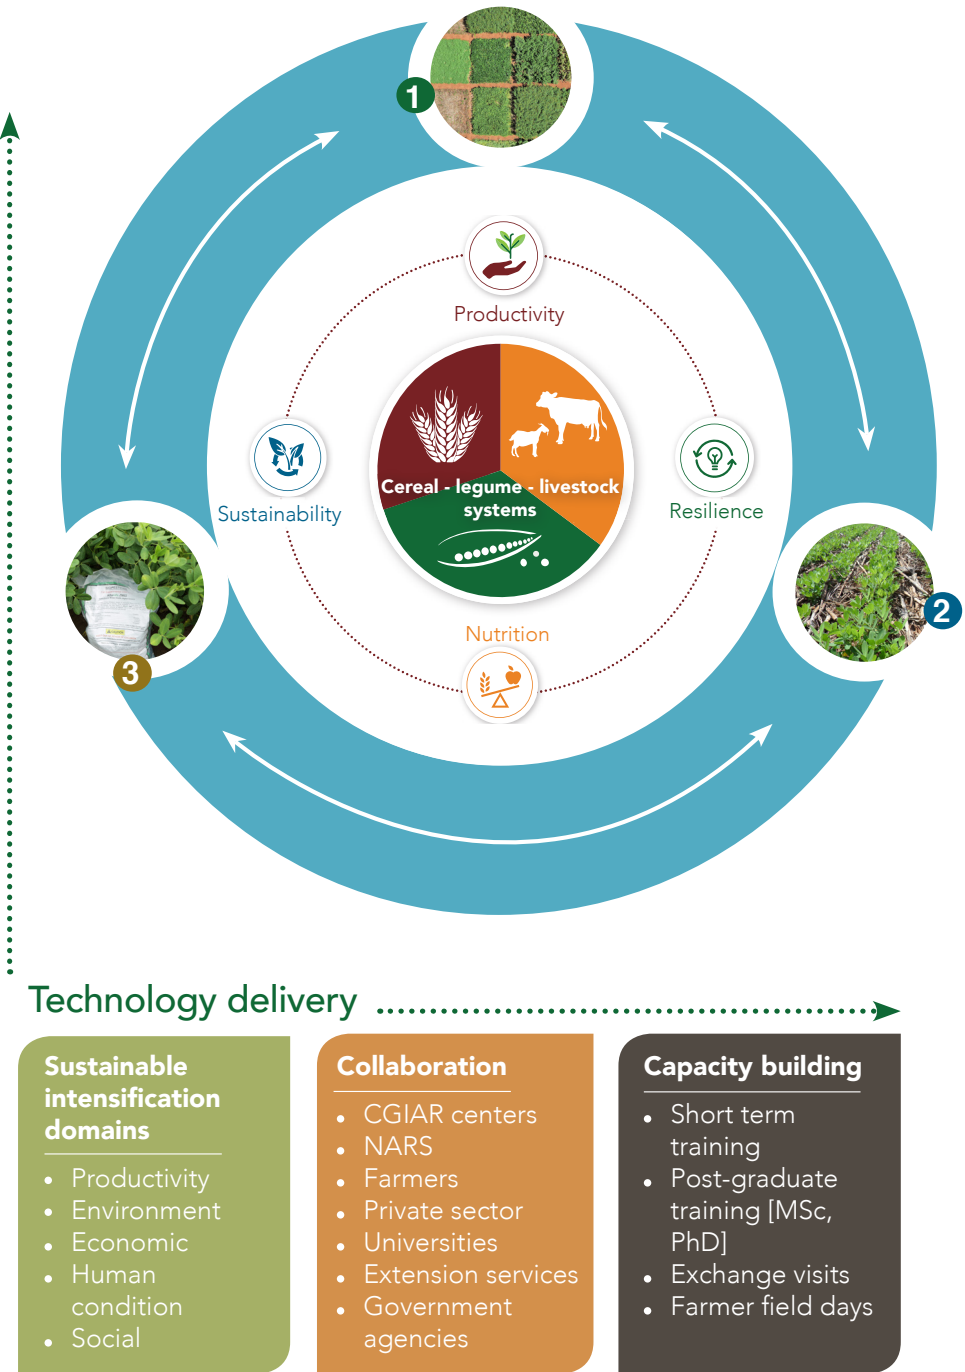 1
Productivity
Sustainability
Resilience
Cereal - legume - livestock
systems
Nutrition
2
3
Technology delivery
Sustainable
intensification
domains
• Productivity
• Environment
• Economic
• Human
condition
• Social
Collaboration
• CGIAR centers
• NARS
• Farmers
• Private sector
• Universities
• Extension services
• Government
agencies
Capacity building
• Short term
training
• Post-graduate
training [MSc,
PhD]
• Exchange visits
• Farmer field days